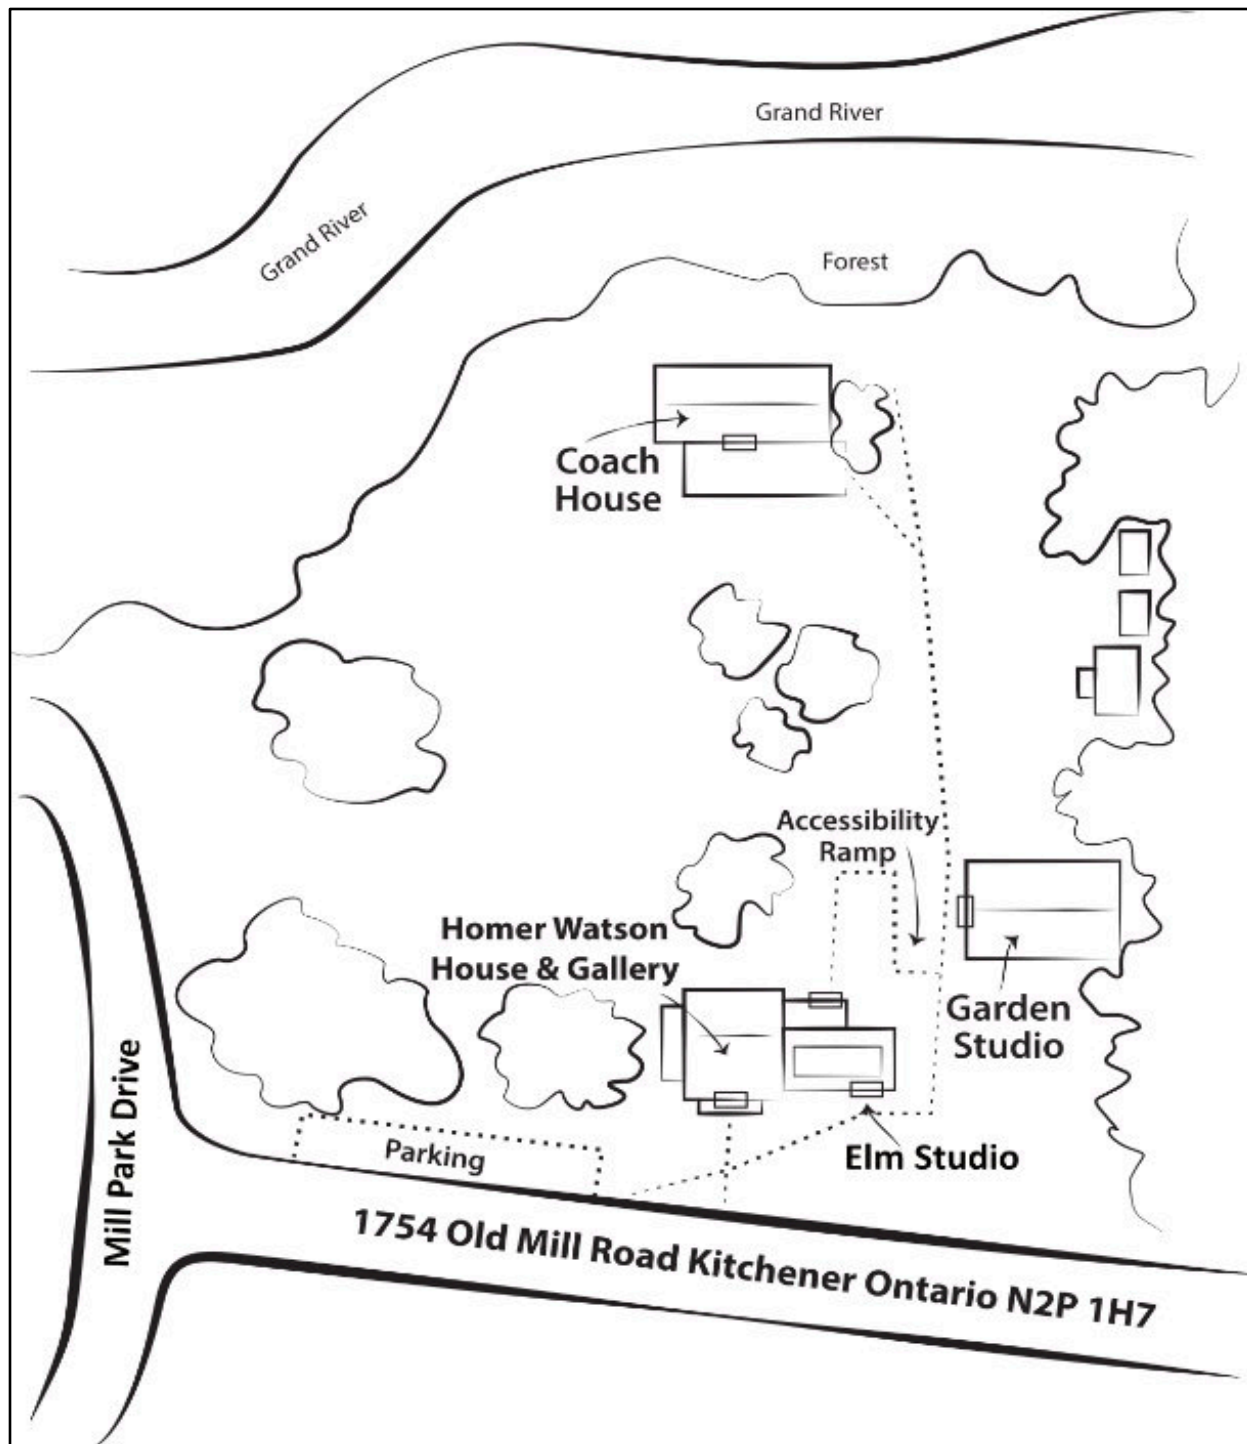 Grand River
Grand River
Forest
Coach
House
Accessibility
Ramp
Homer Watson
House & Gallery
Garden
Studio
Mill Park Drive
Parking
Elm Studio
1754 Old Mill Road Kitchener Ontario N2P 1H7